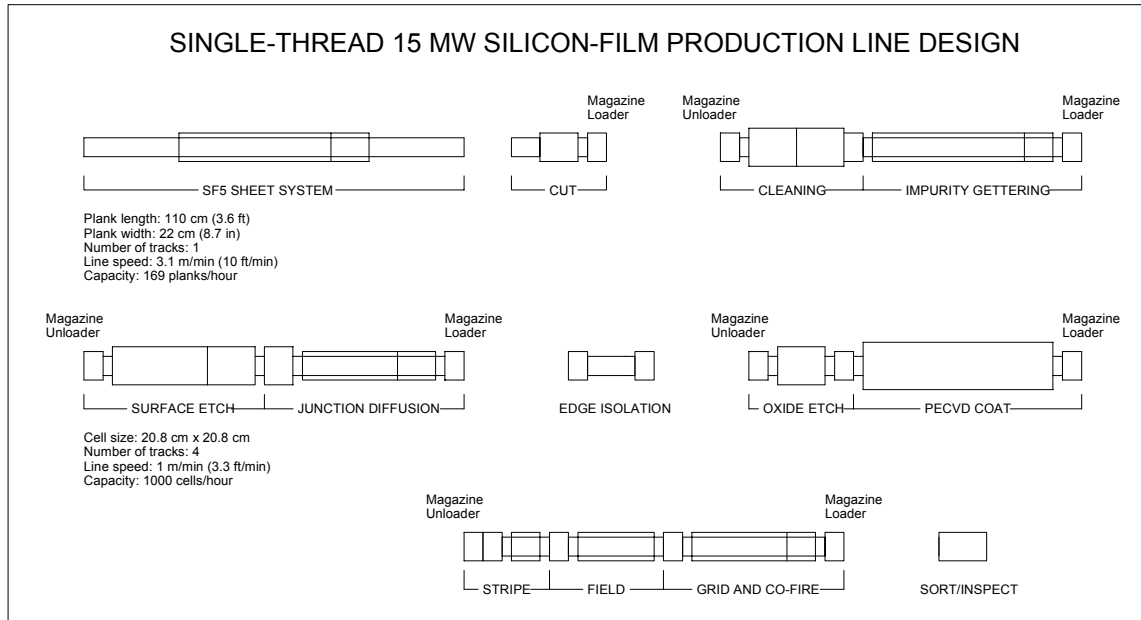 SINGLE-THREAD 15 MW SILICON-FILM PRODUCTION LINE DESIGN
Magazine
Loader
Magazine
Unloader
Magazine
Loader
SF5 SHEET SYSTEM
CUT
CLEANING
IMPURITY GETTERING
Plank length: 110 cm (3.6 ft)
Plank width: 22 cm (8.7 in)
Number of tracks: 1
Line speed: 3.1 m/min (10 ft/min)
Capacity: 169 planks/hour
Magazine
Unloader
Magazine
Loader
Magazine
Unloader
Magazine
Loader
SURFACE ETCH
JUNCTION DIFFUSION
EDGE ISOLATION
OXIDE ETCH
PECVD COAT
Cell size: 20.8 cm x 20.8 cm
Number of tracks: 4
Line speed: 1 m/min (3.3 ft/min)
Capacity: 1000 cells/hour
Magazine
Unloader
Magazine
Loader
STRIPE
FIELD
GRID AND CO-FIRE
SORT/INSPECT